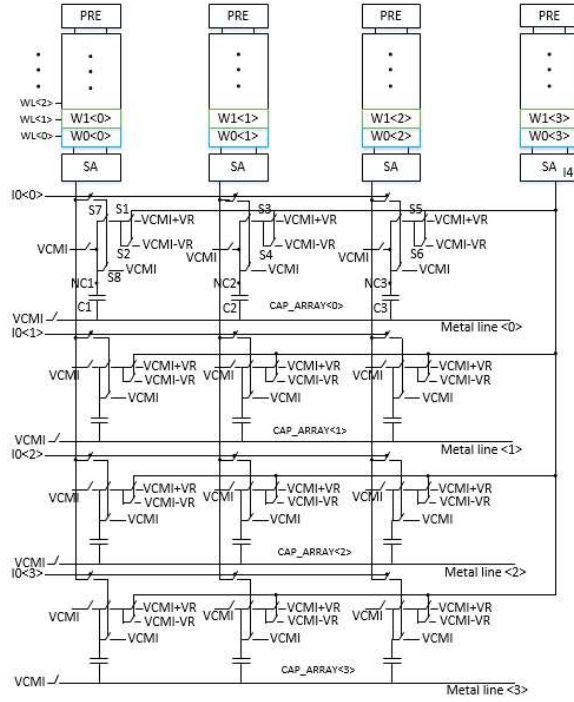 PRE PRE PRE PRE
WL<2>
WL<1> W1<0> W1<1> W1<2> W1<3>
WL<0> W0<0> W0<1> W0<2> W0<3>
SA SA SA SA
I4
I0<0>
S7 S1 S3 S5
VCMI+VR VCMI+VR VCMI+VR
VCMI S2 VCMI-VR VCMI S4 VCMI-VR VCMI S6 VCMI-VR
VCMI VCMI VCMI
S8
NC1 NC2 NC3
C1 C2 CAP_ARRAY<0> C3
VCMI
Metal line <0>
I0<1>
VCMI VCMI+VR VCMI VCMI+VR VCMI VCMI+VR
VCMI-VR VCMI-VR VCMI-VR
VCMI VCMI VCMI
CAP_ARRAY<1>
VCMI
Metal line <1>
I0<2>
VCMI VCMI+VR VCMI VCMI+VR VCMI VCMI+VR
VCMI-VR VCMI-VR VCMI-VR
VCMI VCMI VCMI
CAP_ARRAY<2>
VCMI
Metal line <2>
I0<3>
VCMI VCMI+VR VCMI VCMI+VR VCMI VCMI+VR
VCMI-VR VCMI-VR VCMI-VR
VCMI VCMI VCMI
CAP_ARRAY<3>
VCMI
Metal line <3>